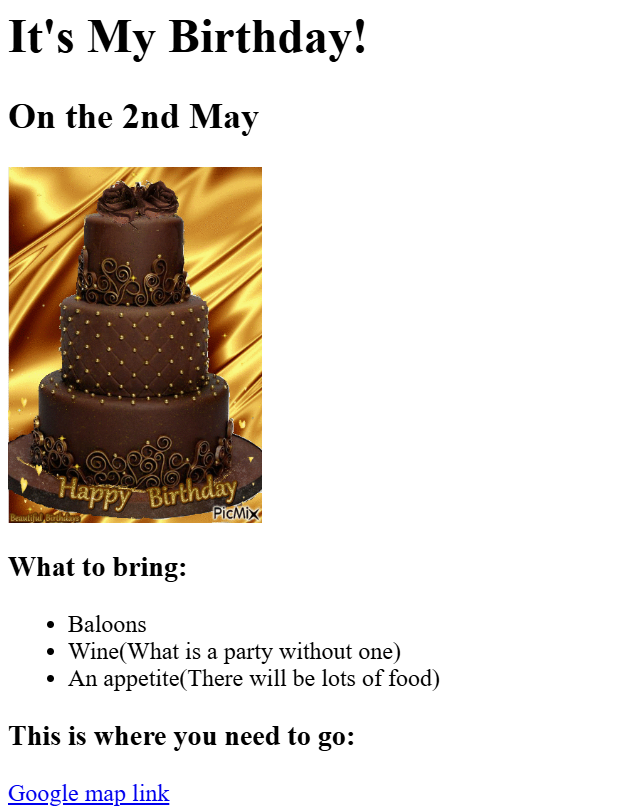 It's My Birthday!
On the 2nd May
Happy Birthday
Beautiful Birthdays
PicMix
What to bring:
Baloons
Wine(What is a party without one)
An appetite(There will be lots of food)
This is where you need to go:
Google map link